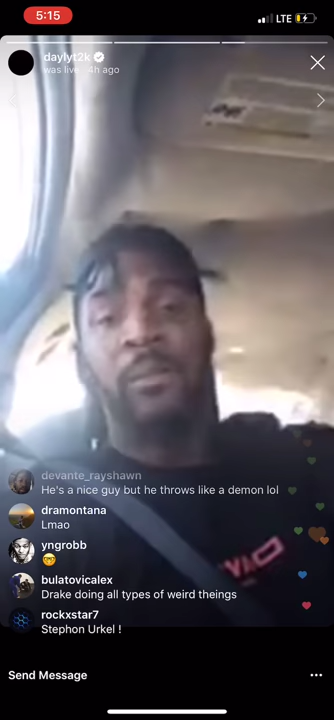 5:15
LTE
daylyt2k
was live · 4h ago
devante_rayshawn
He's a nice guy but he throws like a demon lol
dramontana
Lmao
yngrobb
🤓
bulatovicalex
Drake doing all types of weird theings
rockxstar7
Stephon Urkel !
Send Message